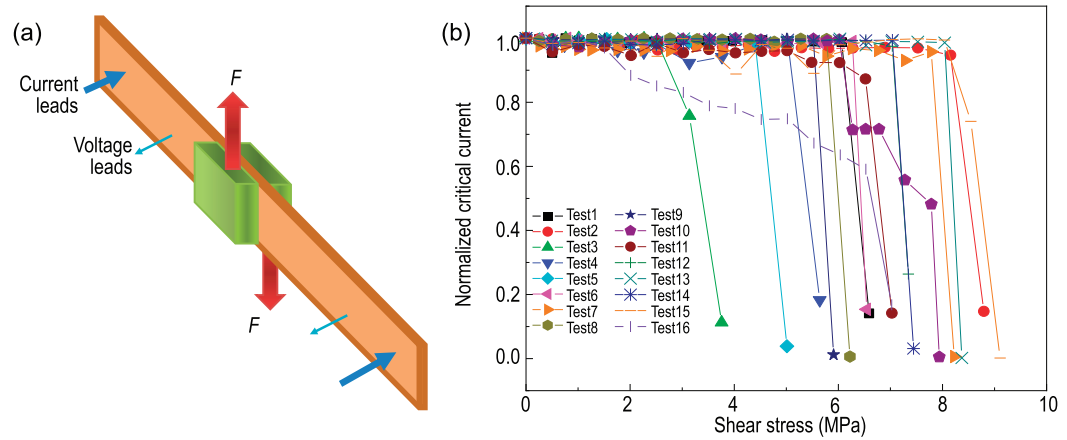 (a)
F
Current
leads
Voltage
leads
F
(b)
Normalized critical current
1.0
0.8
0.6
0.4
0.2
0.0
Test1
Test2
Test3
Test4
Test5
Test6
Test7
Test8
Test9
Test10
Test11
Test12
Test13
Test14
Test15
Test16
0
2
4
6
8
10
Shear stress (MPa)